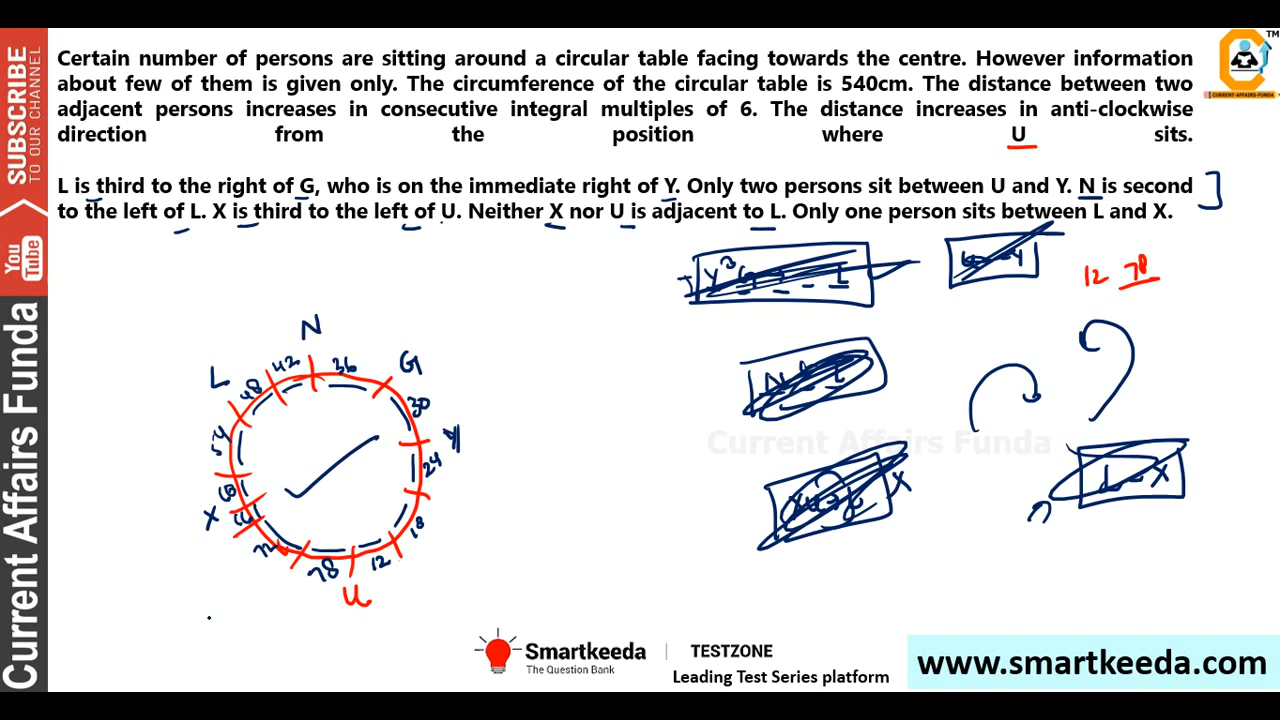 Certain number of persons are sitting around a circular table facing towards the centre. However information
about few of them is given only. The circumference of the circular table is 540cm. The distance between two
adjacent persons increases in consecutive integral multiples of 6. The distance increases in anti-clockwise
direction from the position where U sits.
L is third to the right of G, who is on the immediate right of Y. Only two persons sit between U and Y. N is second
to the left of L. X is third to the left of U. Neither X nor U is adjacent to L. Only one person sits between L and X.
SUBSCRIBE
TO OUR CHANNEL
You
Tube
Current Affairs Funda
TM
CURRENT-AFFAIRS-FUNDA
12 78
N
42 36
G
L
48
30
54
24
X
18
72
78 12
U
L X
X
Current Affairs Funda
Smartkeeda
The Question Bank
TESTZONE
Leading Test Series platform
www.smartkeeda.com